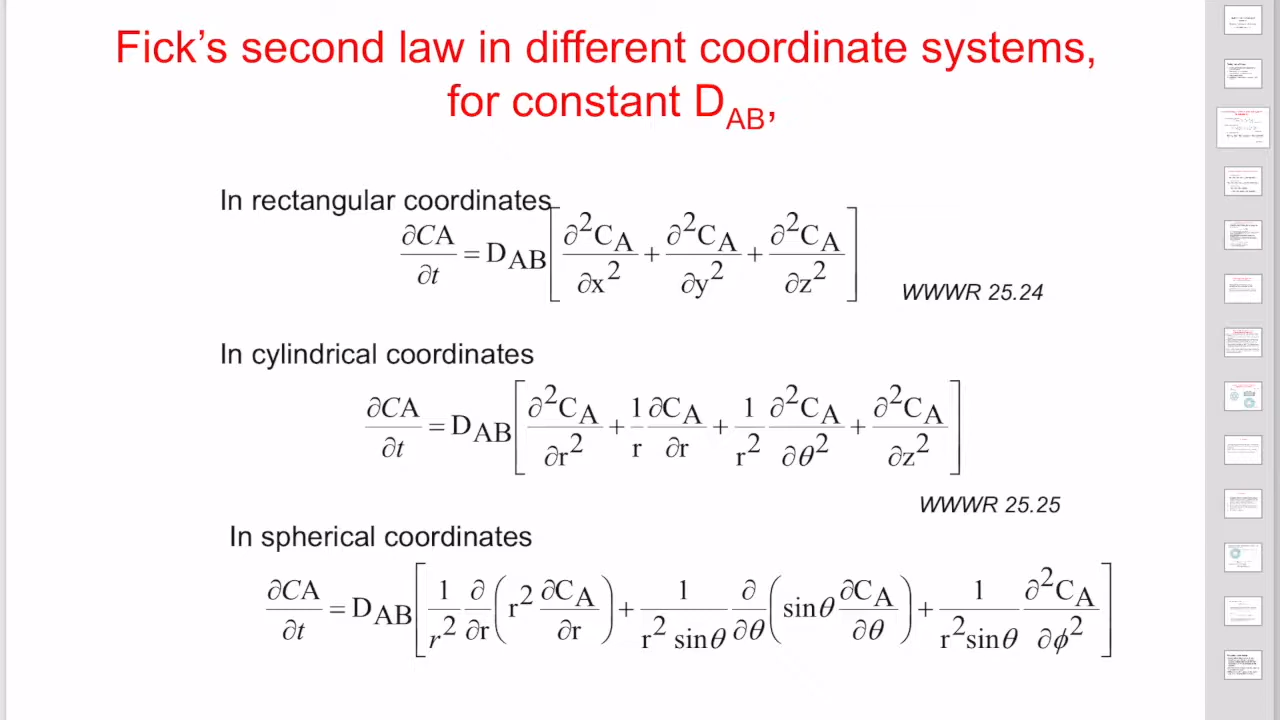 Fick's second law in different coordinate systems,
for constant D_AB,
In rectangular coordinates
∂CA/∂t = D_AB [∂²C_A/∂x² + ∂²C_A/∂y² + ∂²C_A/∂z²]
WWWR 25.24
In cylindrical coordinates
∂CA/∂t = D_AB [∂²C_A/∂r² + 1/r ∂C_A/∂r + 1/r² ∂²C_A/∂θ² + ∂²C_A/∂z²]
WWWR 25.25
In spherical coordinates
∂CA/∂t = D_AB [1/r² ∂/∂r (r² ∂C_A/∂r) + 1/(r² sinθ) ∂/∂θ (sinθ ∂C_A/∂θ) + 1/(r² sinθ) ∂²C_A/∂ϕ²]